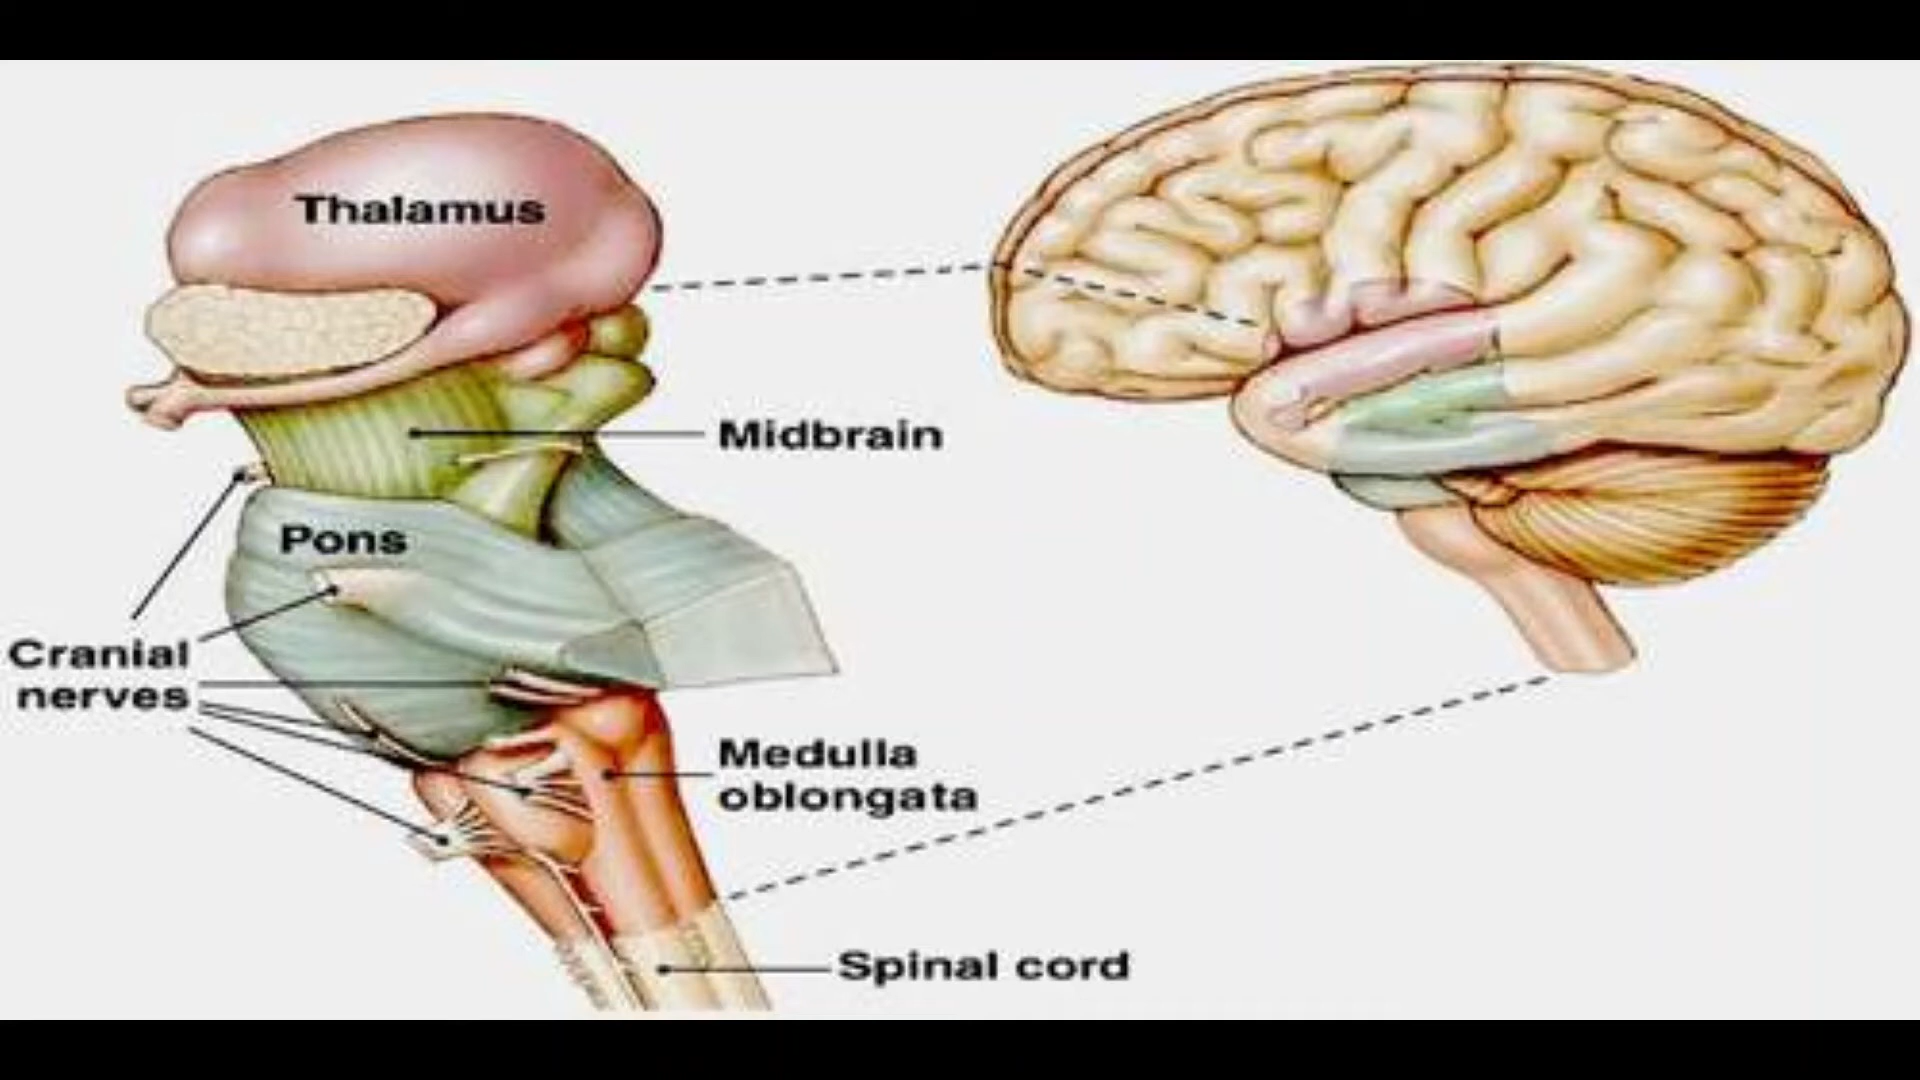 Thalamus
Midbrain
Pons
Cranial
nerves
Medulla
oblongata
Spinal cord